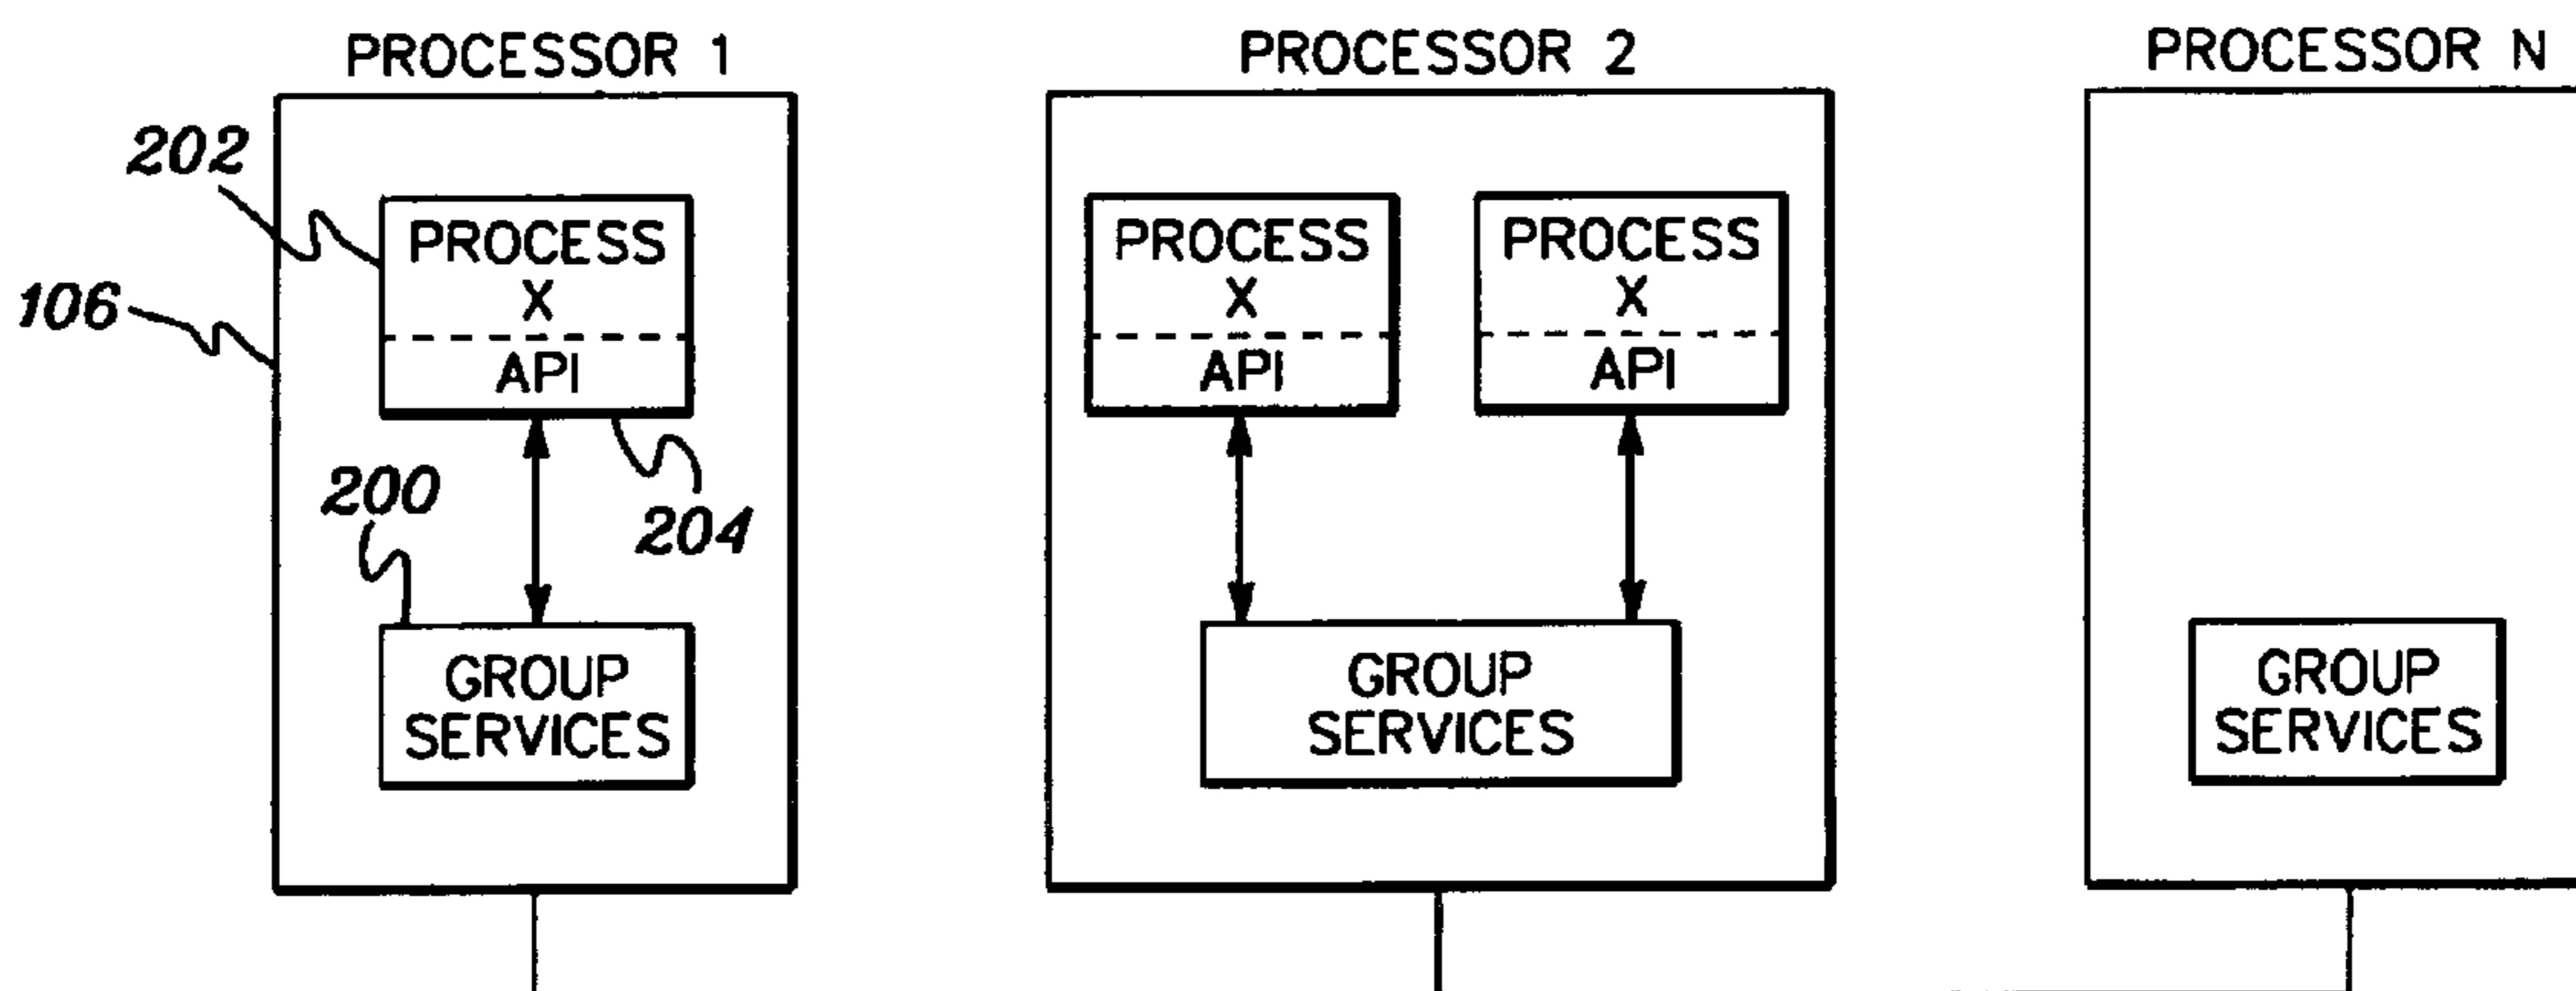 PROCESSOR 1
PROCESSOR 2
PROCESSOR N
202
106
PROCESS
X
API
200
204
GROUP
SERVICES
PROCESS
X
API
PROCESS
X
API
GROUP
SERVICES
GROUP
SERVICES